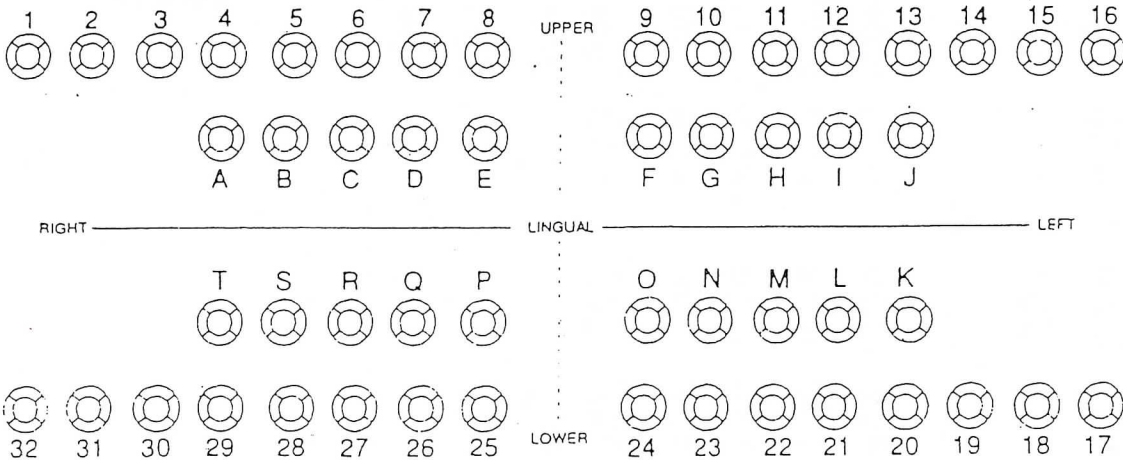 1 2 3 4 5 6 7 8 UPPER 9 10 11 12 13 14 15 16
A B C D E F G H I J
RIGHT LINGUAL LEFT
T S R Q P O N M L K
32 31 30 29 28 27 26 25 LOWER 24 23 22 21 20 19 18 17